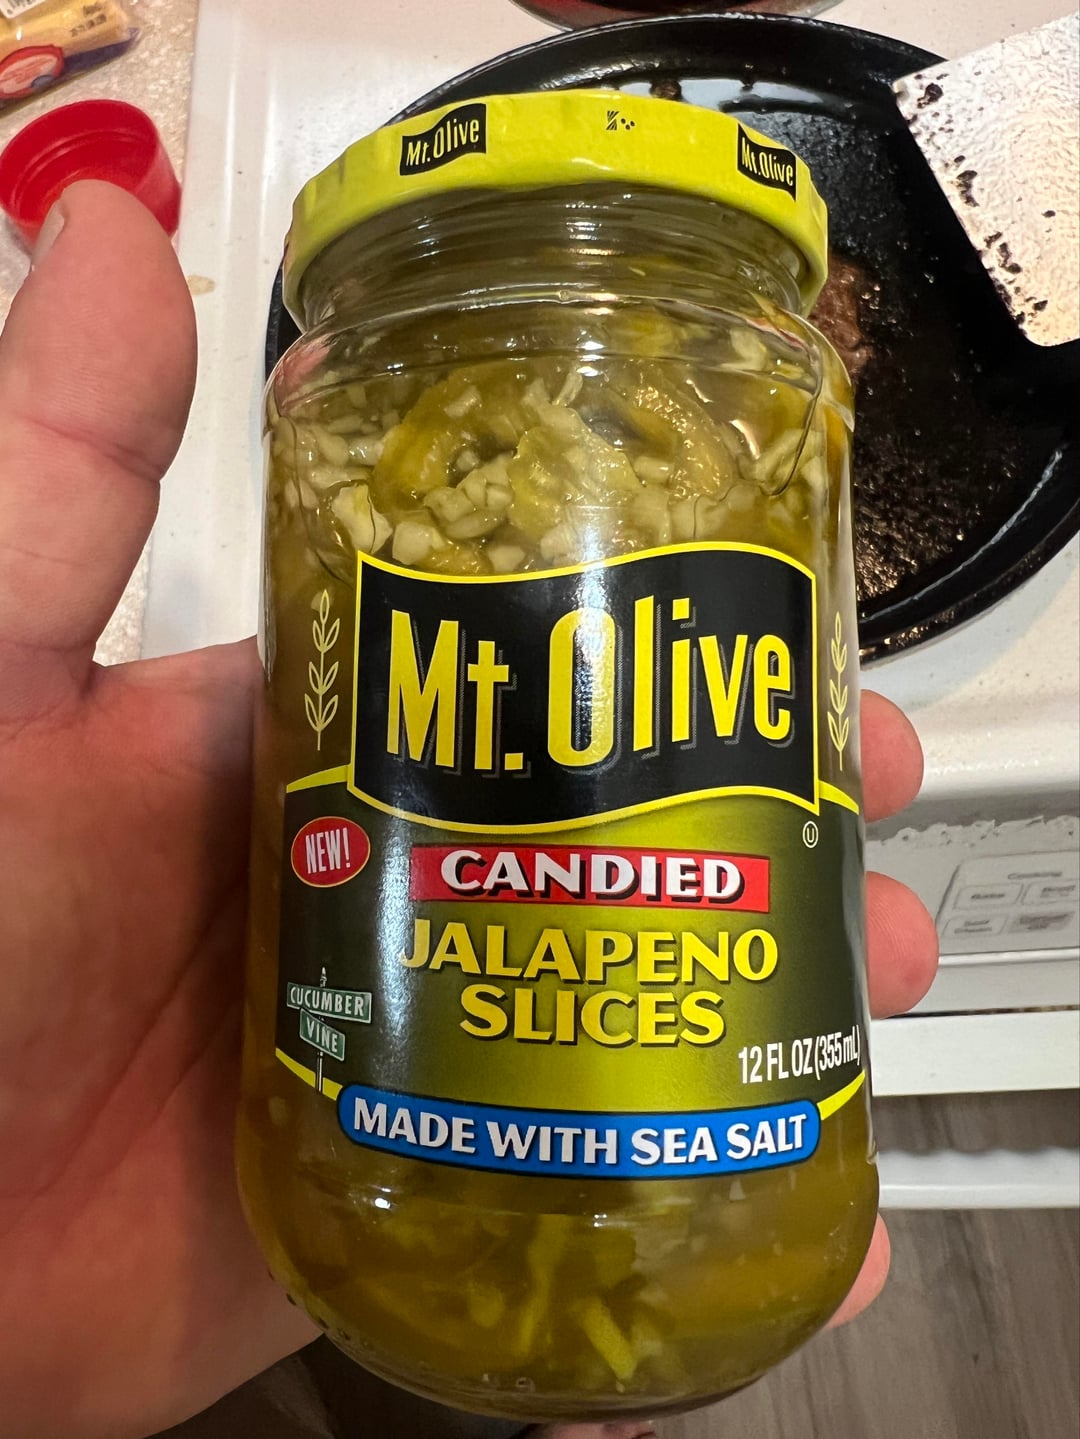 Mt. Olive
Mt. Olive
Mt. Olive
NEW!
CANDIED
JALAPENO
SLICES
CUCUMBER
VINE
12 FL OZ (355 mL)
MADE WITH SEA SALT
U